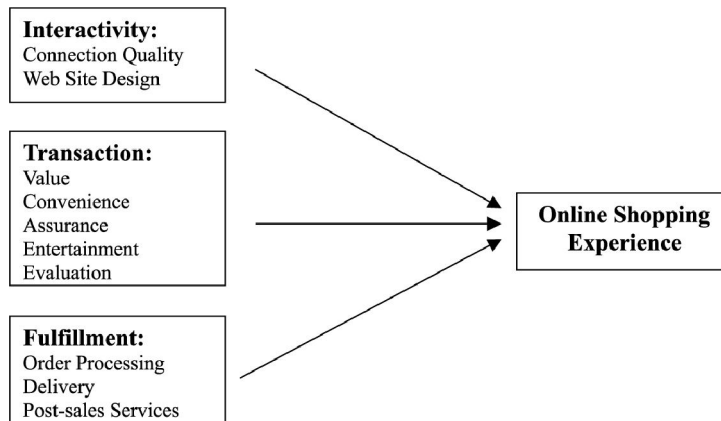 Interactivity:
Connection Quality
Web Site Design
Transaction:
Value
Convenience
Assurance
Entertainment
Evaluation
Online Shopping
Experience
Fulfillment:
Order Processing
Delivery
Post-sales Services